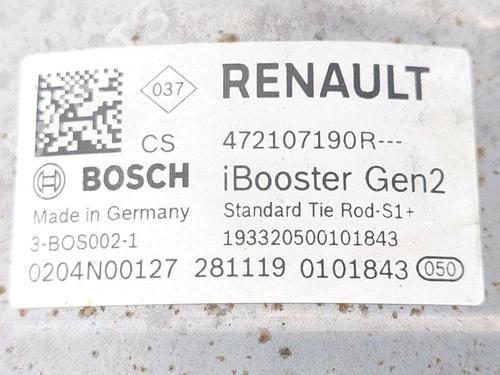 037
RENAULT
CS
472107190R---
BOSCH
iBooster Gen2
Made in Germany
Standard Tie Rod-S1+
3-BOS002-1
193320500101843
0204N00127 281119 0101843 050